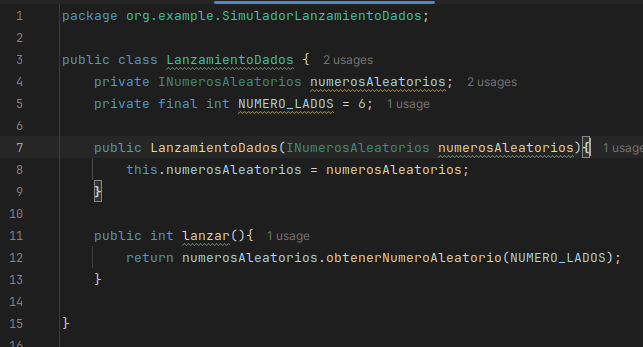 1 package org.example.SimuladorLanzamientoDados;
2
3 public class LanzamientoDados { 2 usages
4 private INumerosAleatorios numerosAleatorios; 2 usages
5 private final int NUMERO_LADOS = 6; 1 usage
6
7 public LanzamientoDados(INumerosAleatorios numerosAleatorios){ 1 usage
8 this.numerosAleatorios = numerosAleatorios;
9 }
10
11 public int lanzar(){ 1 usage
12 return numerosAleatorios.obtenerNumeroAleatorio(NUMERO_LADOS);
13 }
14
15 }
16